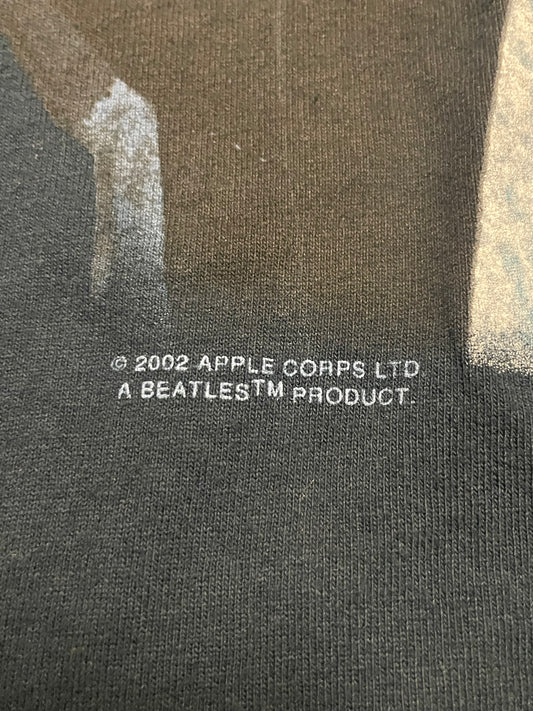 © 2002 APPLE CORPS LTD.
A BEATLES™ PRODUCT.